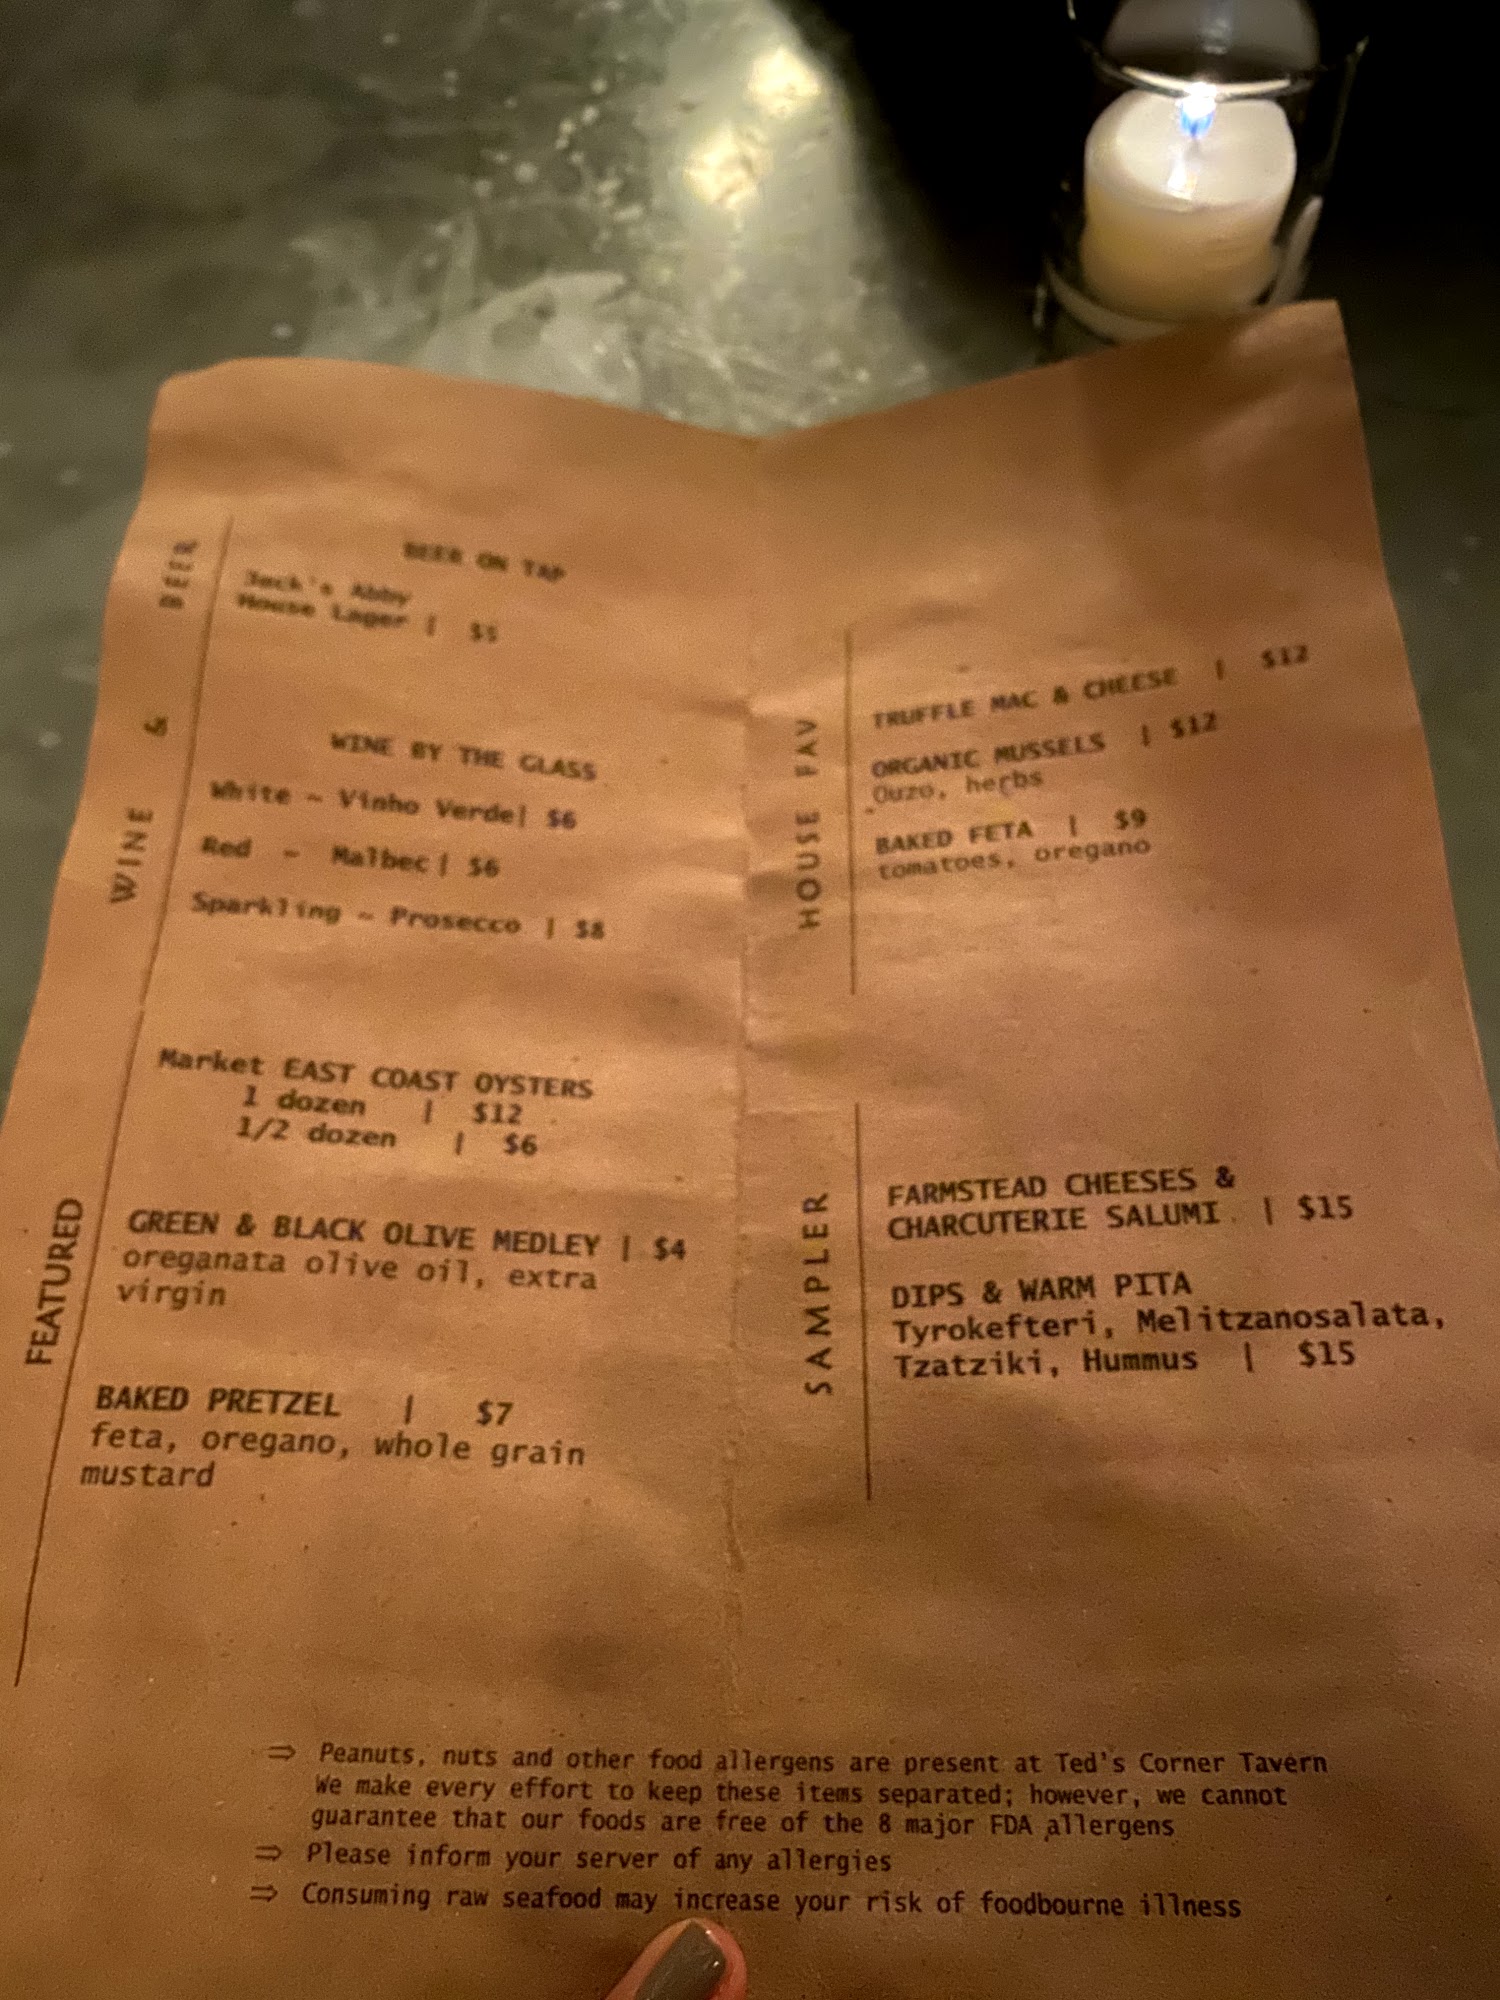 BEER
BEER ON TAP
Jack's Abby
House Lager | $5
WINE &
WINE BY THE GLASS
White ~ Vinho Verde| $6
Red ~ Malbec| $6
Sparkling ~ Prosecco | $8
FEATURED
Market EAST COAST OYSTERS
1 dozen | $12
1/2 dozen | $6
GREEN & BLACK OLIVE MEDLEY | $4
oreganata olive oil, extra
virgin
BAKED PRETZEL | $7
feta, oregano, whole grain
mustard
HOUSE FAV
TRUFFLE MAC & CHEESE | $12
ORGANIC MUSSELS | $12
Ouzo, herbs
BAKED FETA | $9
tomatoes, oregano
SAMPLER
FARMSTEAD CHEESES &
CHARCUTERIE SALUMI | $15
DIPS & WARM PITA
Tyrokefteri, Melitzanosalata,
Tzatziki, Hummus | $15
⇒ Peanuts, nuts and other food allergens are present at Ted's Corner Tavern
We make every effort to keep these items separated; however, we cannot
guarantee that our foods are free of the 8 major FDA allergens
⇒ Please inform your server of any allergies
⇒ Consuming raw seafood may increase your risk of foodbourne illness